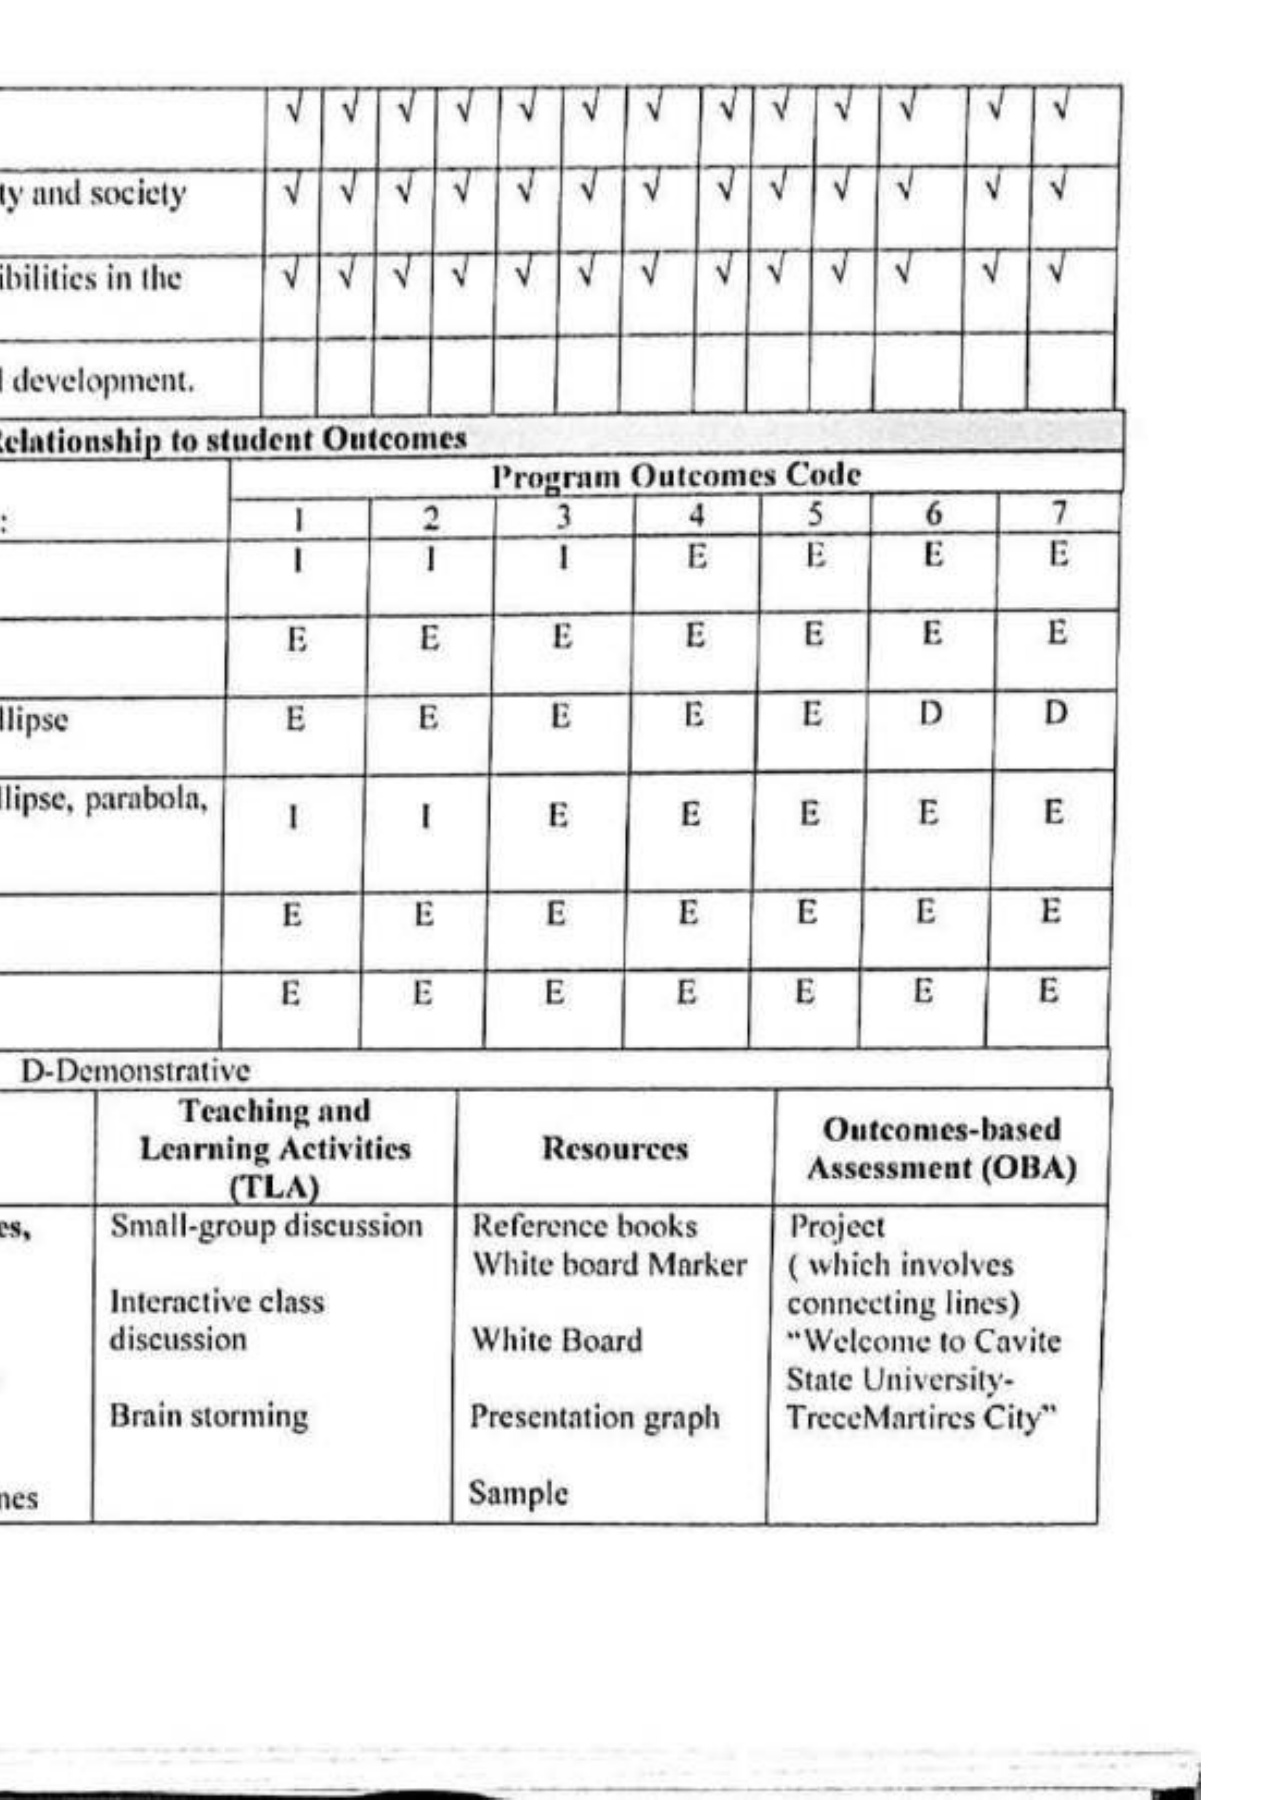 √ √ √ √ √ √ √ √ √ √ √ √ √
ty and society √ √ √ √ √ √ √ √ √ √ √ √ √
ibilities in the √ √ √ √ √ √ √ √ √ √ √ √ √
l development.
Relationship to student Outcomes
Program Outcomes Code
: 1 2 3 4 5 6 7
I I I E E E E
E E E E E E E
llipse E E E E E D D
llipse, parabola, I I E E E E E
E E E E E E E
E E E E E E E
D-Demonstrative
Teaching and
Learning Activities
(TLA)
Resources
Outcomes-based
Assessment (OBA)
es,
nes
Small-group discussion
Interactive class
discussion
Brain storming
Reference books
White board Marker
White Board
Presentation graph
Sample
Project
( which involves
connecting lines)
“Welcome to Cavite
State University-
TreceMartires City”